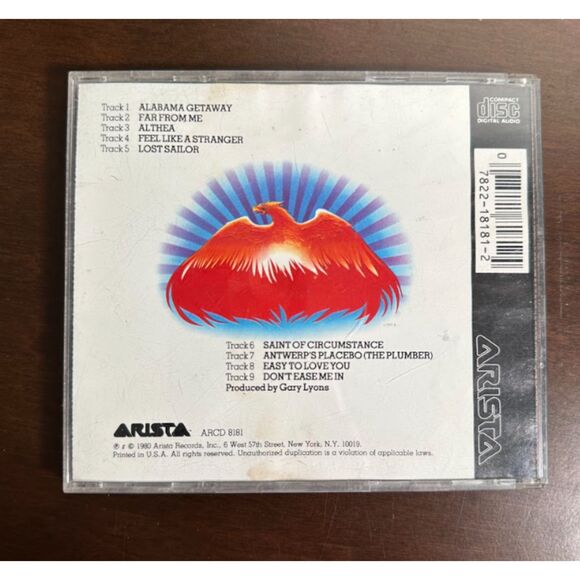 Track 1 ALABAMA GETAWAY
Track 2 FAR FROM ME
Track 3 ALTHEA
Track 4 FEEL LIKE A STRANGER
Track 5 LOST SAILOR
COMPACT
disc
DIGITAL AUDIO
0
7822-18181-2
Track 6 SAINT OF CIRCUMSTANCE
Track 7 ANTWERP'S PLACEBO (THE PLUMBER)
Track 8 EASY TO LOVE YOU
Track 9 DON'T EASE ME IN
Produced by Gary Lyons
ARISTA ARCD 8181
℗ © 1980 Arista Records, Inc., 6 West 57th Street, New York, N.Y. 10019.
Printed in U.S.A. All rights reserved. Unauthorized duplication is a violation of applicable laws.
ARISTA